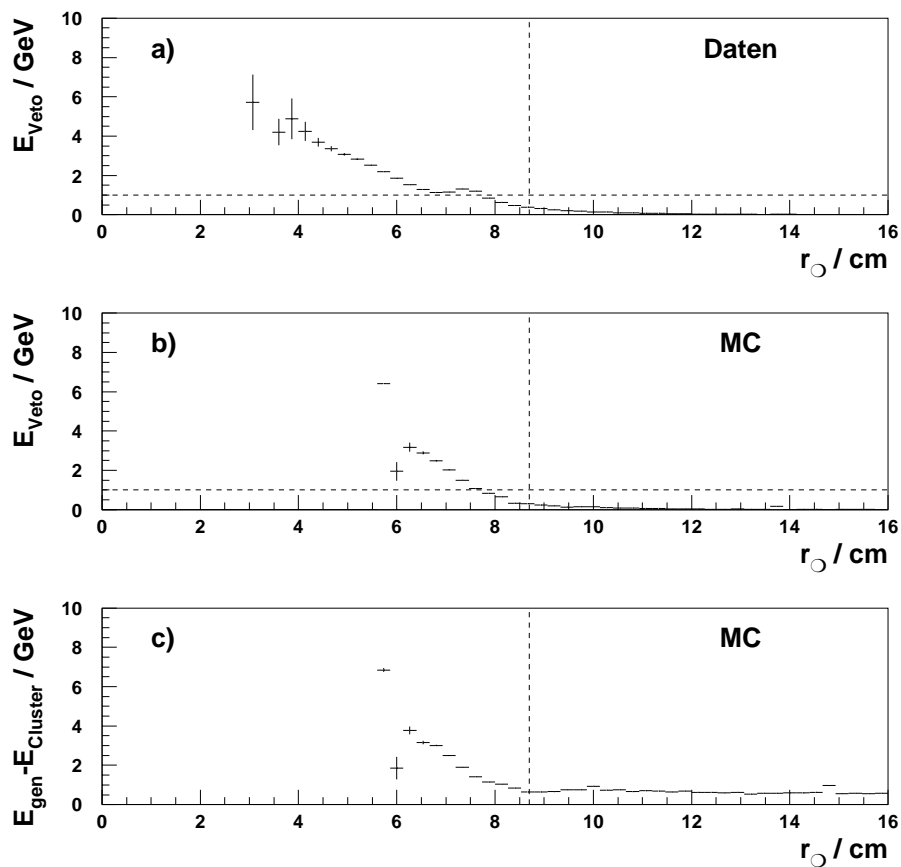 E_Veto / GeV
a)
Daten
10
8
6
4
2
0
0 2 4 6 8 10 12 14 16
r_❍ / cm
E_Veto / GeV
b)
MC
10
8
6
4
2
0
0 2 4 6 8 10 12 14 16
r_❍ / cm
E_gen-E_Cluster / GeV
c)
MC
10
8
6
4
2
0
0 2 4 6 8 10 12 14 16
r_❍ / cm